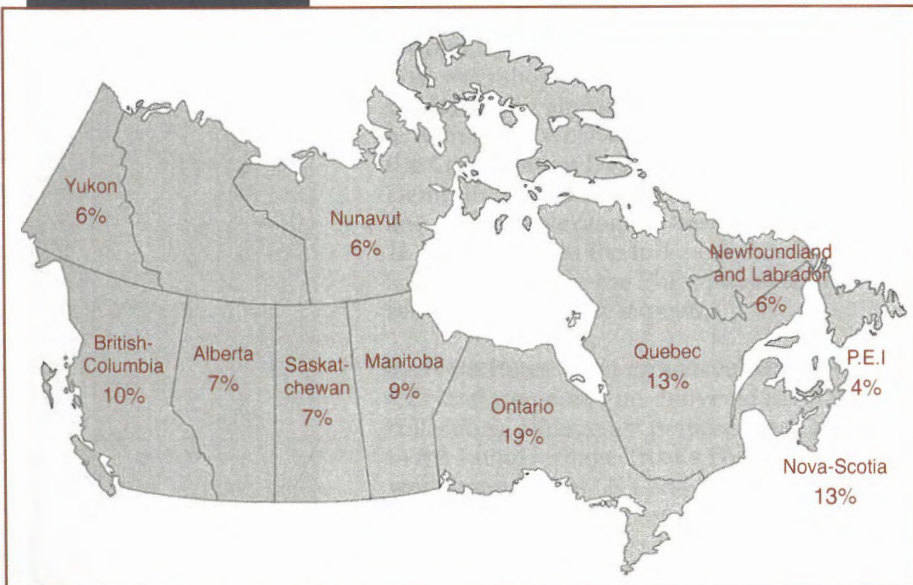 Yukon
6%
Nunavut
6%
Newfoundland
and Labrador
6%
British-
Columbia
10%
Alberta
7%
Saskat-
chewan
7%
Manitoba
9%
Ontario
19%
Quebec
13%
P.E.I
4%
Nova-Scotia
13%